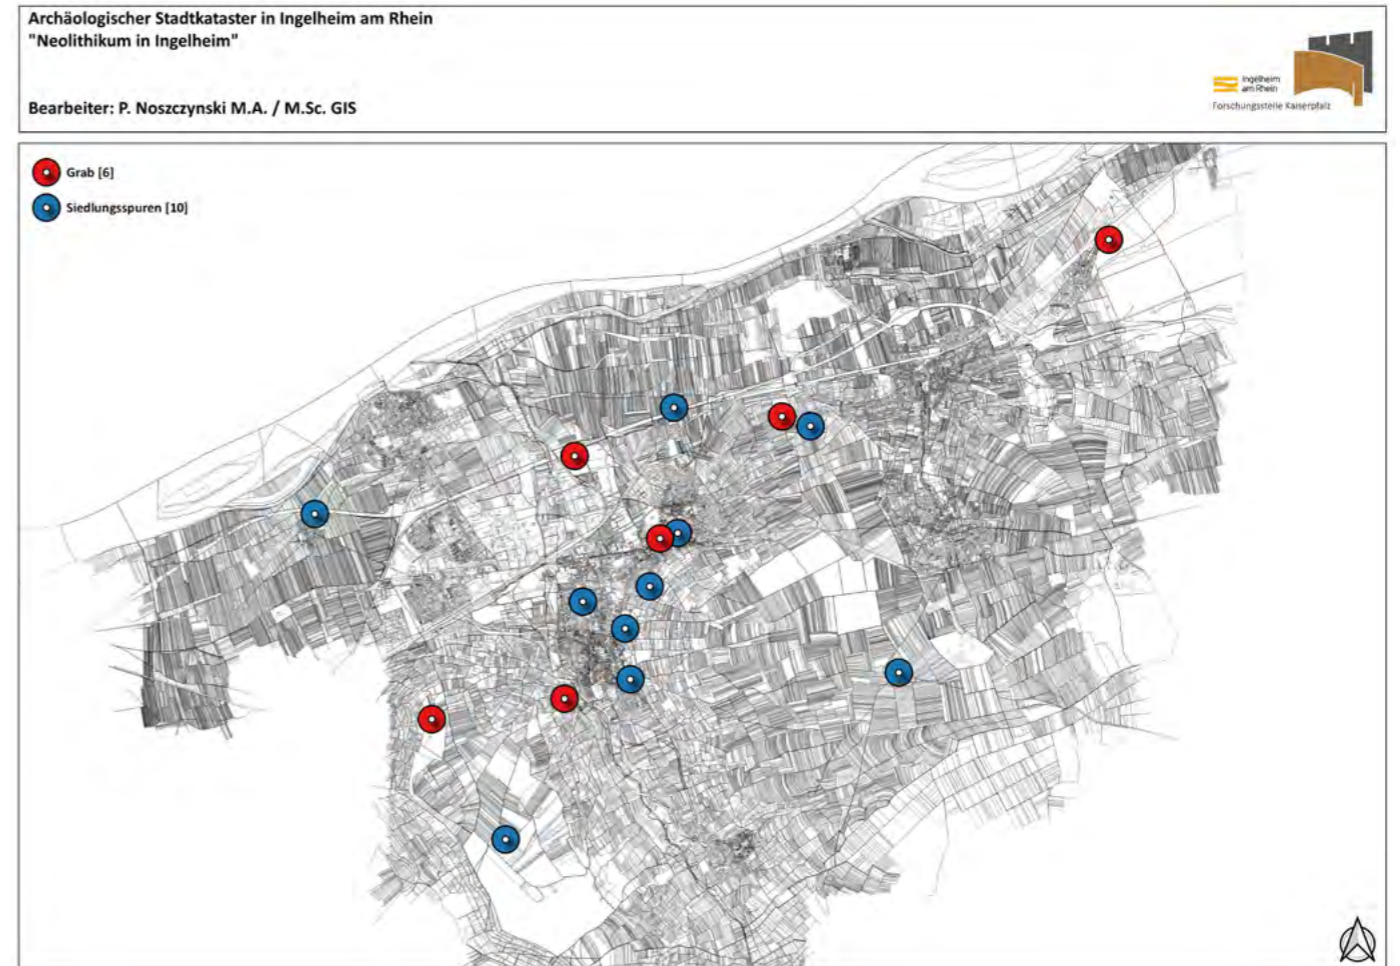 Archäologischer Stadtkataster in Ingelheim am Rhein
"Neolithikum in Ingelheim"
Bearbeiter: P. Noszczynski M.A. / M.Sc. GIS
Ingelheim
am Rhein
Forschungsstelle Kaiserpfalz
Grab [6]
Siedlungsspuren [10]